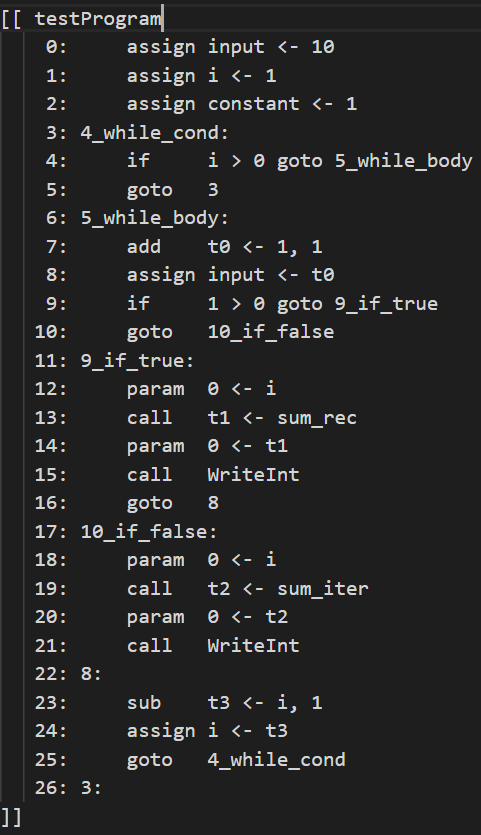 [[ testProgram
0: assign input <- 10
1: assign i <- 1
2: assign constant <- 1
3: 4_while_cond:
4: if i > 0 goto 5_while_body
5: goto 3
6: 5_while_body:
7: add t0 <- 1, 1
8: assign input <- t0
9: if 1 > 0 goto 9_if_true
10: goto 10_if_false
11: 9_if_true:
12: param 0 <- i
13: call t1 <- sum_rec
14: param 0 <- t1
15: call WriteInt
16: goto 8
17: 10_if_false:
18: param 0 <- i
19: call t2 <- sum_iter
20: param 0 <- t2
21: call WriteInt
22: 8:
23: sub t3 <- i, 1
24: assign i <- t3
25: goto 4_while_cond
26: 3:
]]